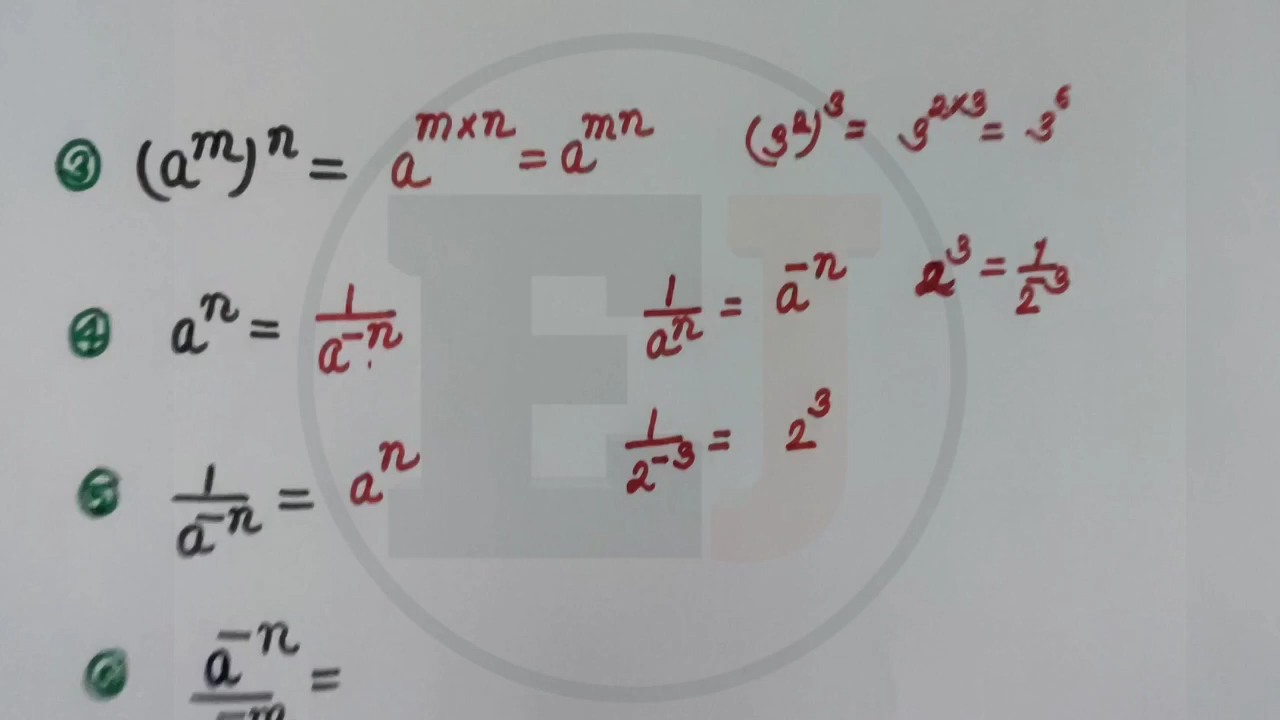 ③ (a^m)^n = a^{m×n} = a^{mn} (3^2)^3 = 3^{2×3} = 3^6
④ a^n = 1/a^{-n} 1/a^n = a^{-n} 2^3 = 1/2^{-3}
⑤ 1/a^{-n} = a^n 1/2^{-3} = 2^3
⑥ a^{-n}/ =
EJ